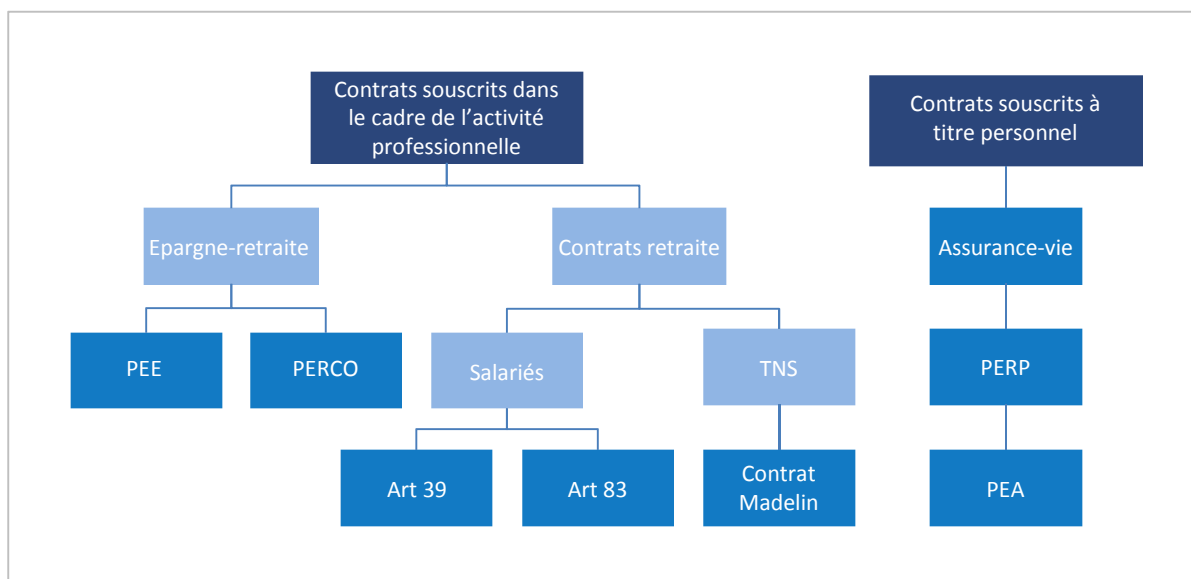 Contrats souscrits dans
le cadre de l’activité
professionnelle
Contrats souscrits à
titre personnel
Epargne-retraite
Contrats retraite
Assurance-vie
PEE
PERCO
Salariés
TNS
PERP
Art 39
Art 83
Contrat
Madelin
PEA